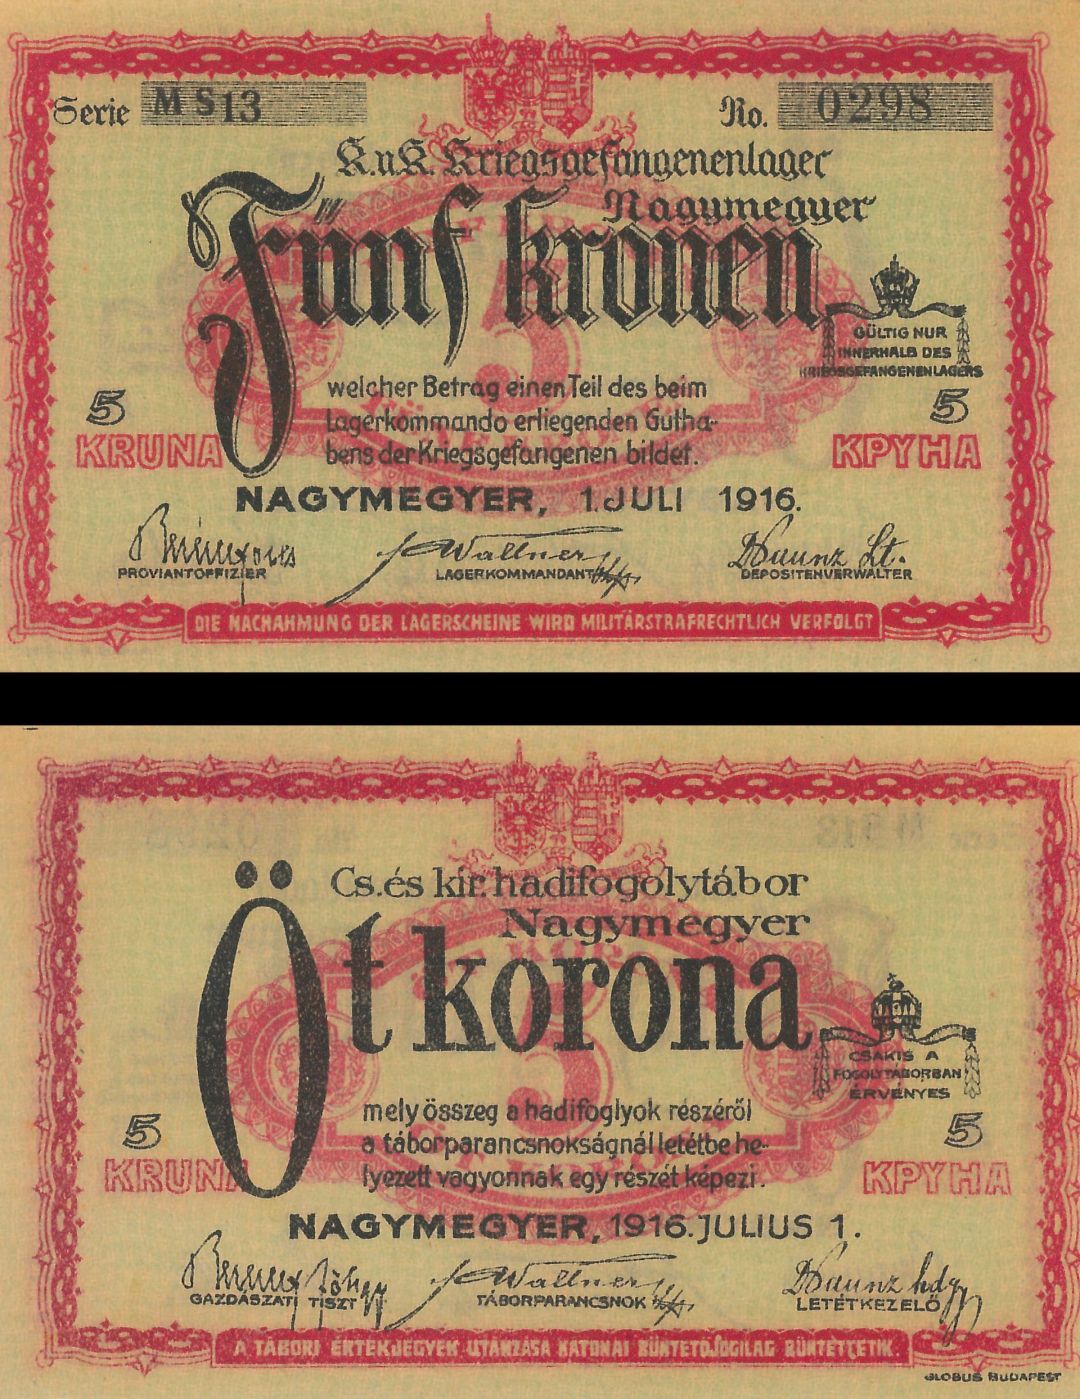 Serie M S13
No. 0298
K.u.K. Kriegsgefangenenlager
Nagymegyer
Fünf kronen
GÜLTIG NUR
INNERHALB DES
KRIEGSGEFANGENENLAGERS
welcher Betrag einen Teil des beim
Lagerkommando erliegenden Gutha-
bens der Kriegsgefangenen bildet.
5
KRUNA
5
КРУНА
NAGYMEGYER, 1. JULI 1916.
Wallner
PROVIANTOFFIZIER
LAGERKOMMANDANT
DEPOSITENVERWALTER
DIE NACHAHMUNG DER LAGERSCHEINE WIRD MILITÄRSTRAFRECHTLICH VERFOLGT
Cs. és kir. hadifogolytábor
Nagymegyer
Öt korona
CSAKIS A
FOGOLYTÁBORBAN
ÉRVÉNYES
mely összeg a hadifoglyok részéről
a táborparancsnokságnál letétbe he-
lyezett vagyonnak egy részét képezi.
5
KRUNA
5
КРУНА
NAGYMEGYER, 1916. JULIUS 1.
Wallner
GAZDÁSZATI TISZT
TÁBORPARANCSNOK
LETÉTKEZELŐ
A TÁBORI ÉRTÉKJEGYEK UTÁNZÁSA KATONAI BÜNTETŐJOGILAG BÜNTETTETIK.
GLOBUS BUDAPEST